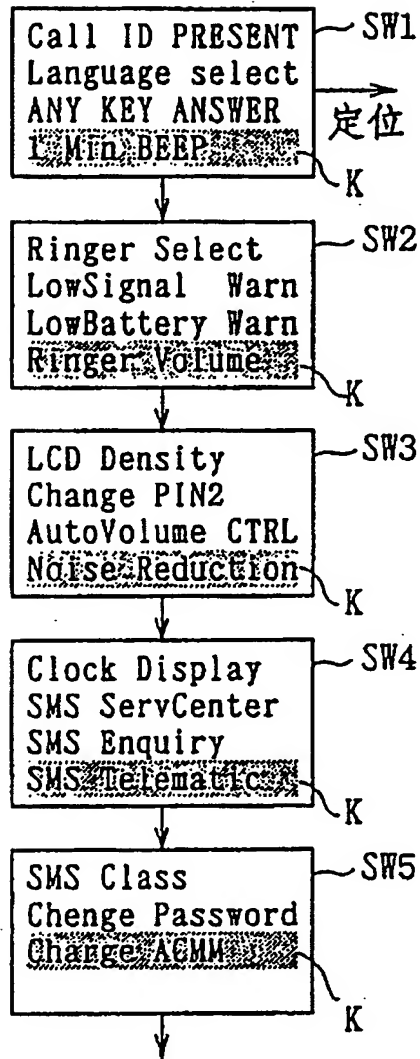 Call ID PRESENT
SW1
Language select
ANY KEY ANSWER
定位
1 Min BEEP
K
Ringer Select
SW2
LowSignal Warn
LowBattery Warn
Ringer Volume
K
LCD Density
SW3
Change PIN2
AutoVolume CTRL
Noise Reduction
K
Clock Display
SW4
SMS ServCenter
SMS Enquiry
SMS Telematic
K
SMS Class
SW5
Chenge Password
Charge ACMM
K